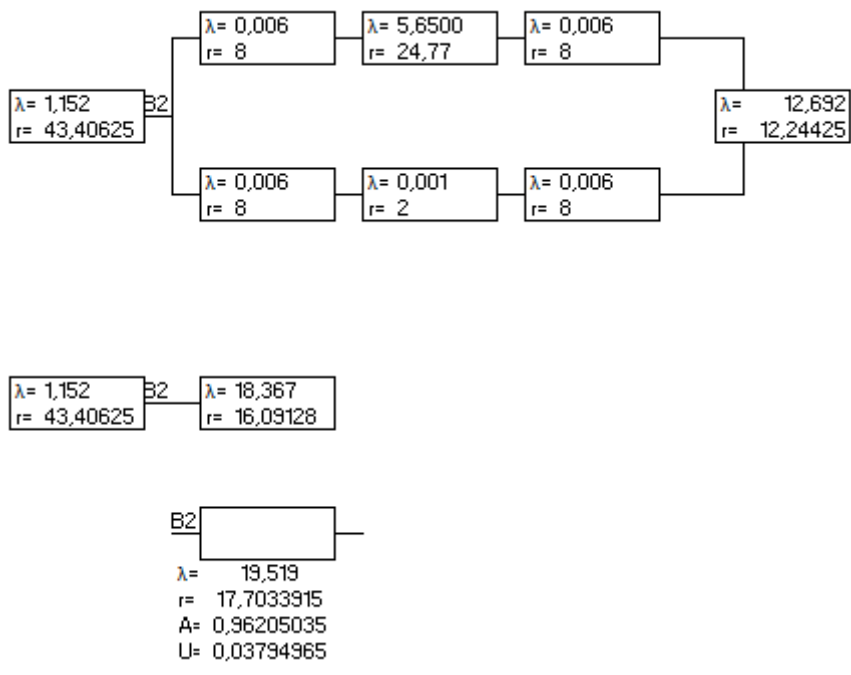 λ= 0,006
r= 8
λ= 5,6500
r= 24,77
λ= 0,006
r= 8
λ= 1,152
r= 43,40625
B2
λ= 12,692
r= 12,24425
λ= 0,006
r= 8
λ= 0,001
r= 2
λ= 0,006
r= 8
λ= 1,152
r= 43,40625
B2
λ= 18,367
r= 16,09128
B2
λ= 19,519
r= 17,7033915
A= 0,96205035
U= 0,03794965